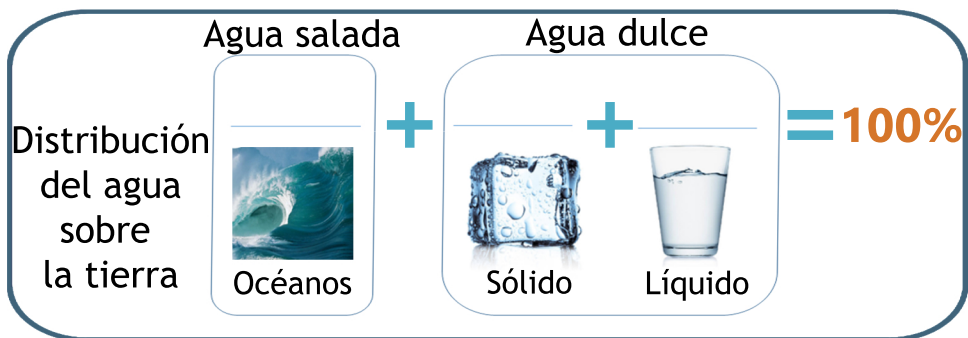 Agua salada
Agua dulce
Distribución
del agua
sobre
la tierra
+
+
=
100%
Océanos
Sólido
Líquido